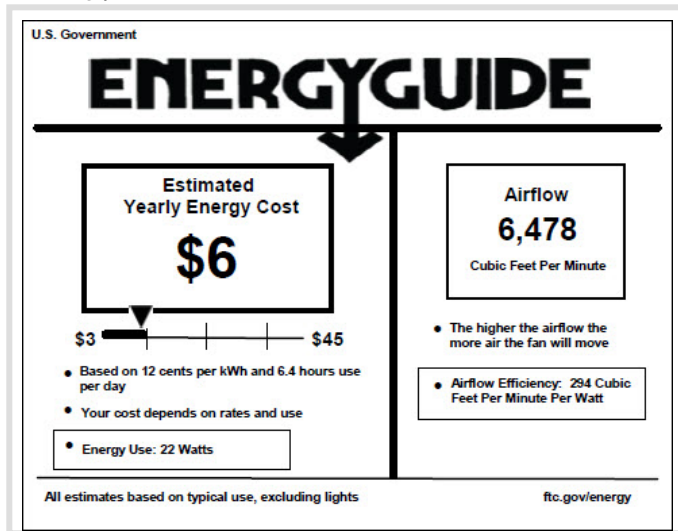 U.S. Government
ENERGYGUIDE
Estimated
Yearly Energy Cost
$6
$3
$45
• Based on 12 cents per kWh and 6.4 hours use
per day
• Your cost depends on rates and use
• Energy Use: 22 Watts
Airflow
6,478
Cubic Feet Per Minute
• The higher the airflow the
more air the fan will move
• Airflow Efficiency: 294 Cubic
Feet Per Minute Per Watt
All estimates based on typical use, excluding lights
ftc.gov/energy